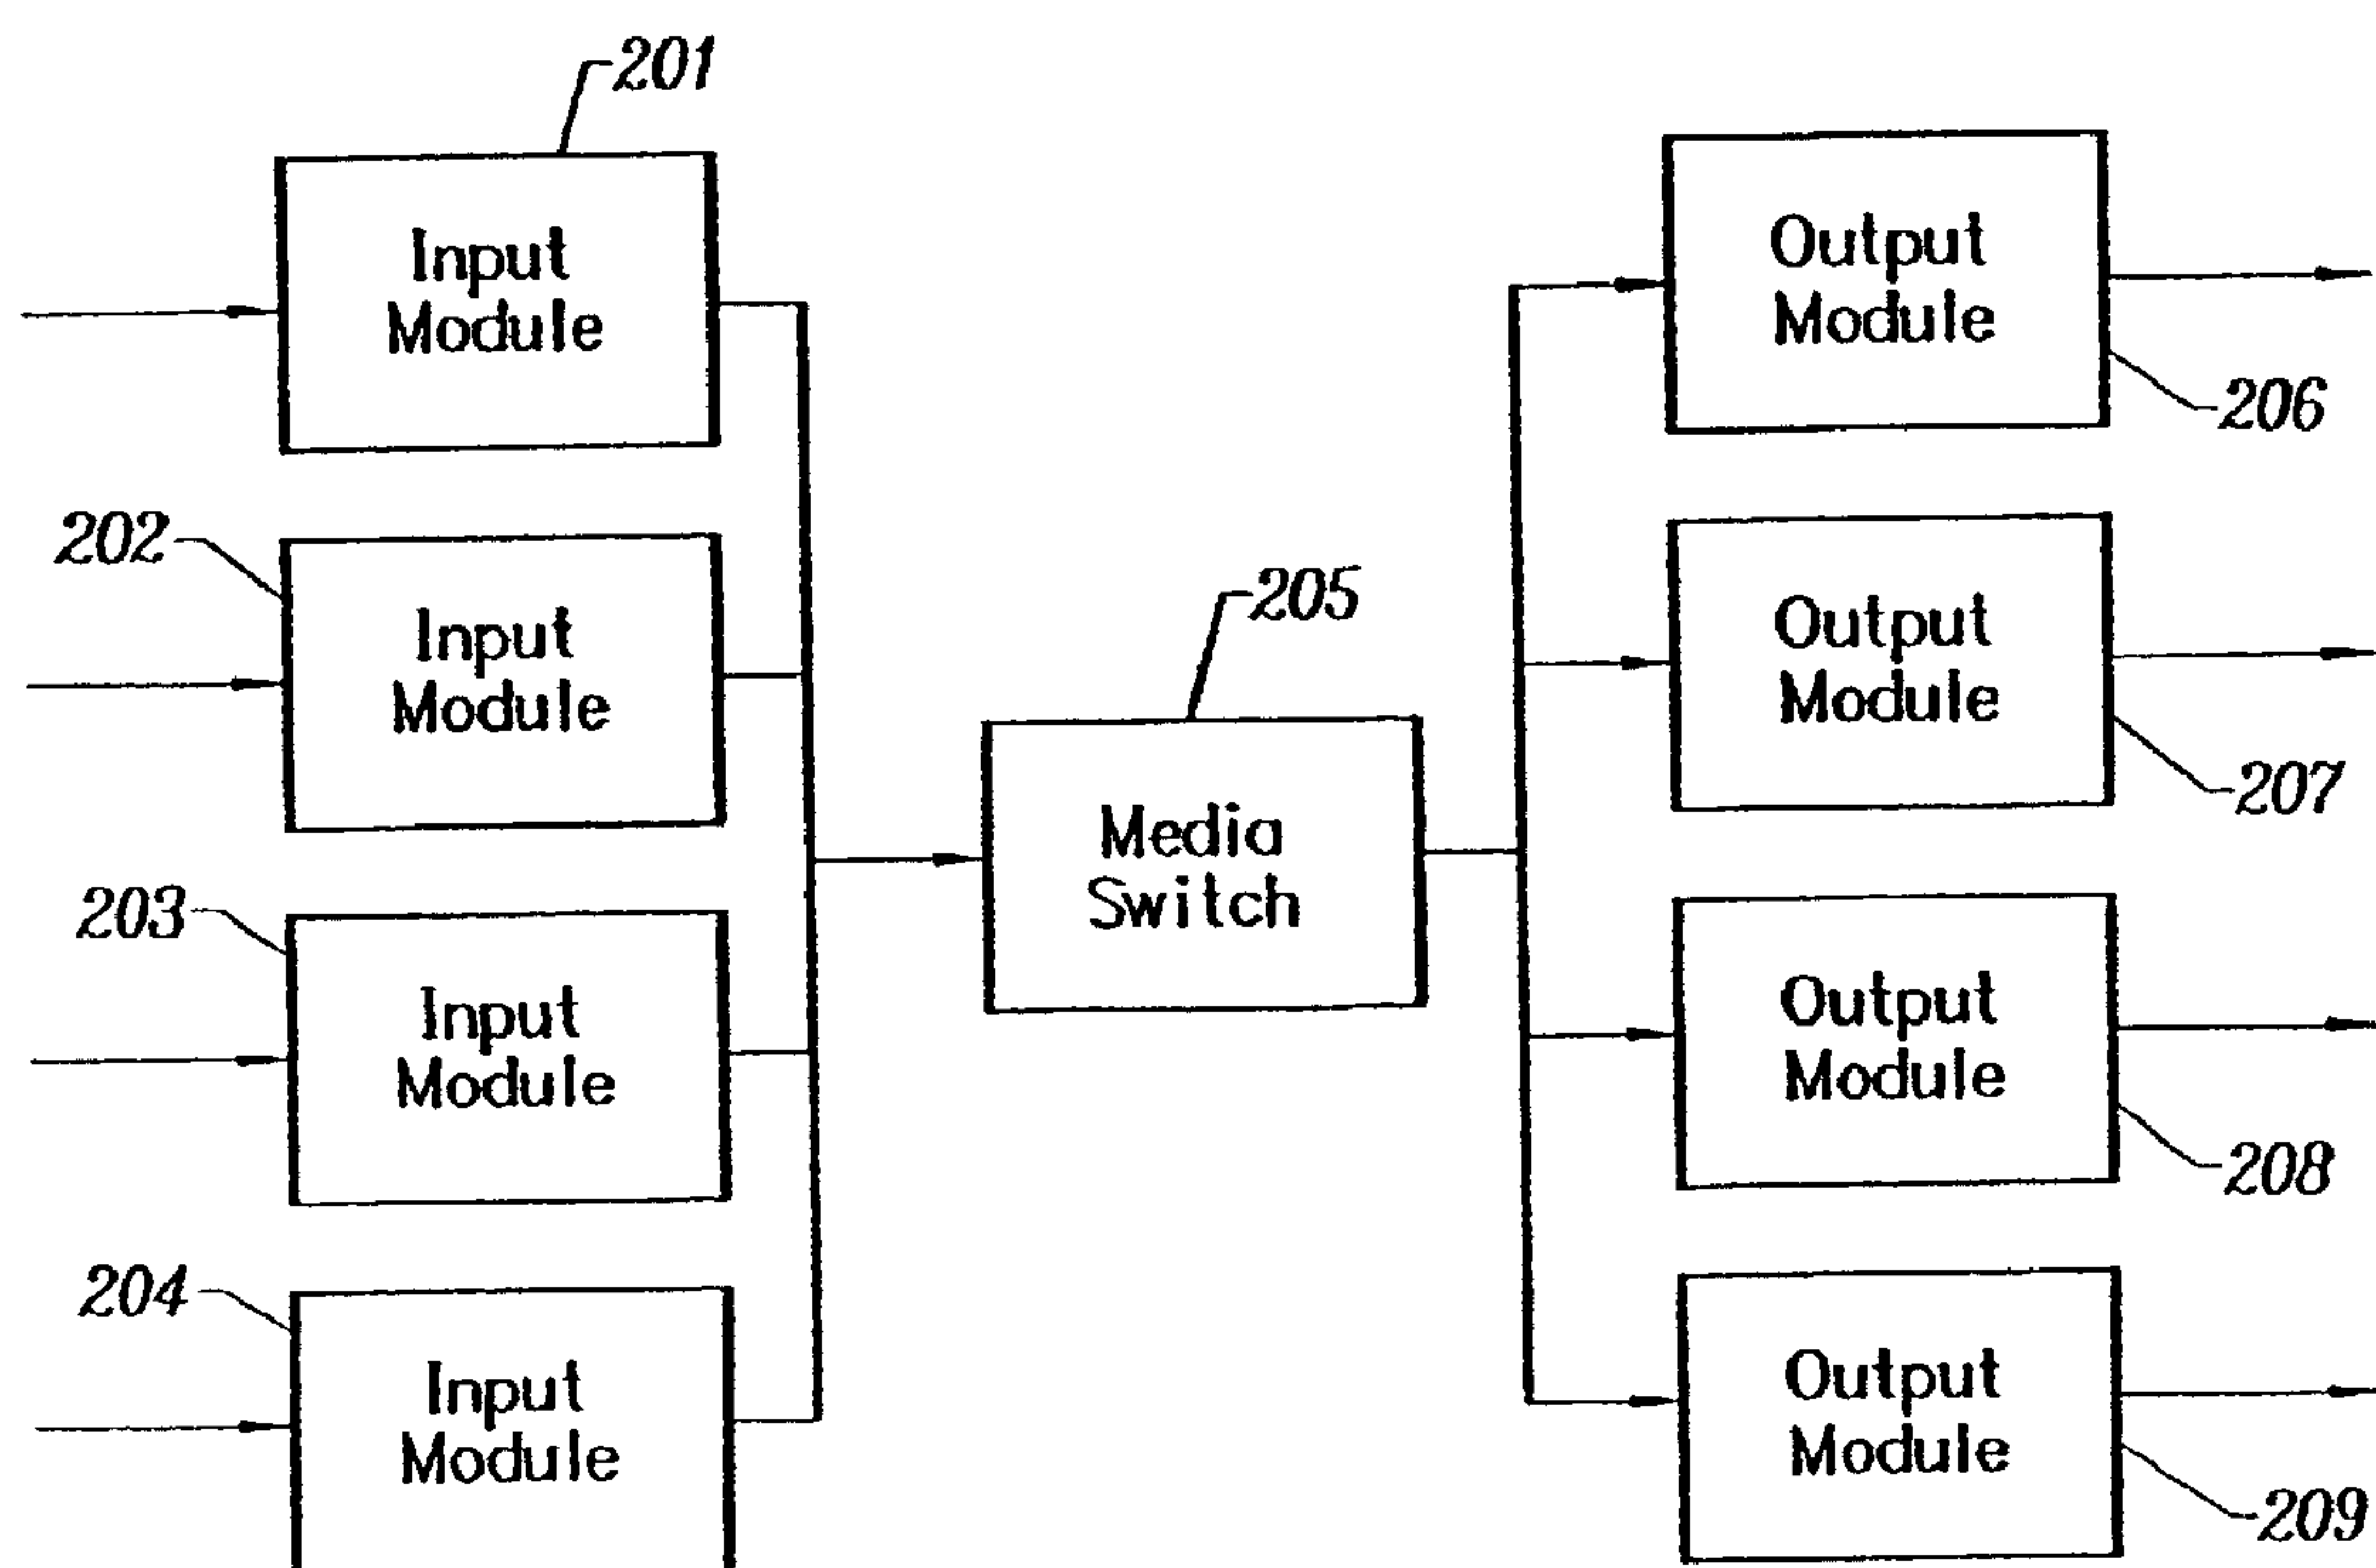 201
Input
Module
202
Input
Module
203
Input
Module
204
Input
Module
205
Media
Switch
Output
Module
206
Output
Module
207
Output
Module
208
Output
Module
209